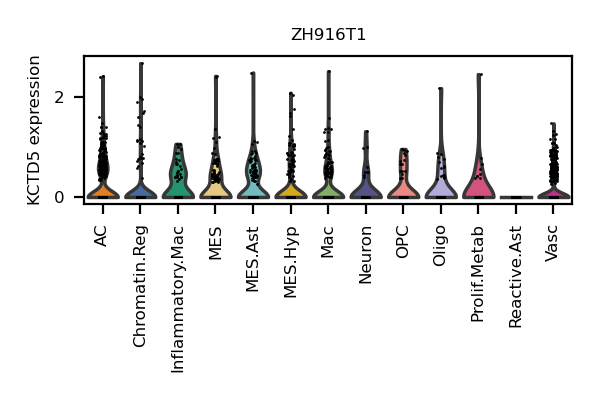 ZH916T1
KCTD5 expression
2
0
AC
Chromatin.Reg
Inflammatory.Mac
MES
MES.Ast
MES.Hyp
Mac
Neuron
OPC
Oligo
Prolif.Metab
Reactive.Ast
Vasc